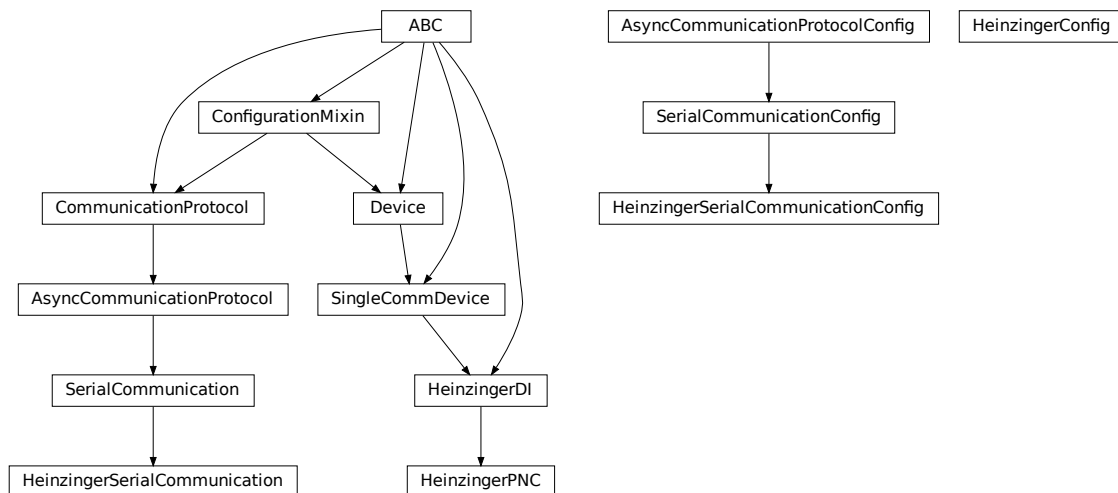 ABC
AsyncCommunicationProtocolConfig
HeinzingerConfig
ConfigurationMixin
SerialCommunicationConfig
CommunicationProtocol
Device
HeinzingerSerialCommunicationConfig
AsyncCommunicationProtocol
SingleCommDevice
SerialCommunication
HeinzingerDI
HeinzingerSerialCommunication
HeinzingerPNC